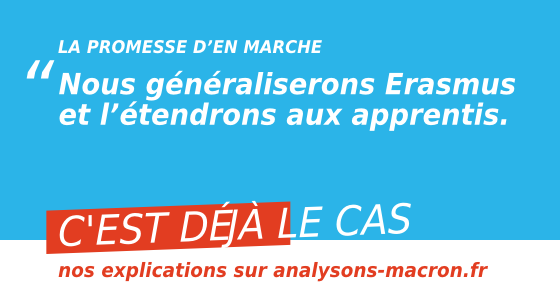 LA PROMESSE D’EN MARCHE
“ Nous généraliserons Erasmus
et l’étendrons aux apprentis.
C'EST DÉJÀ LE CAS
nos explications sur analysons-macron.fr